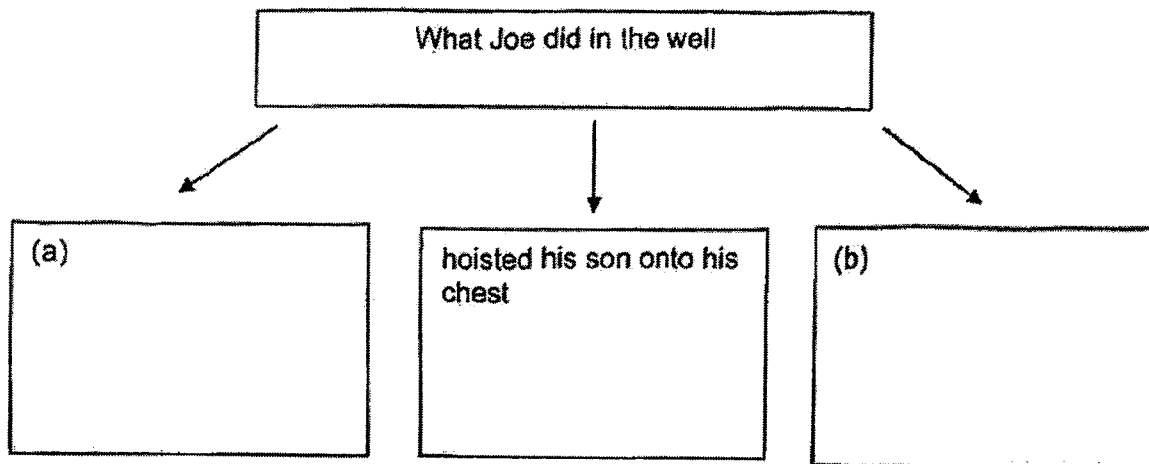 What Joe did in the well
(a)
hoisted his son onto his
chest
(b)